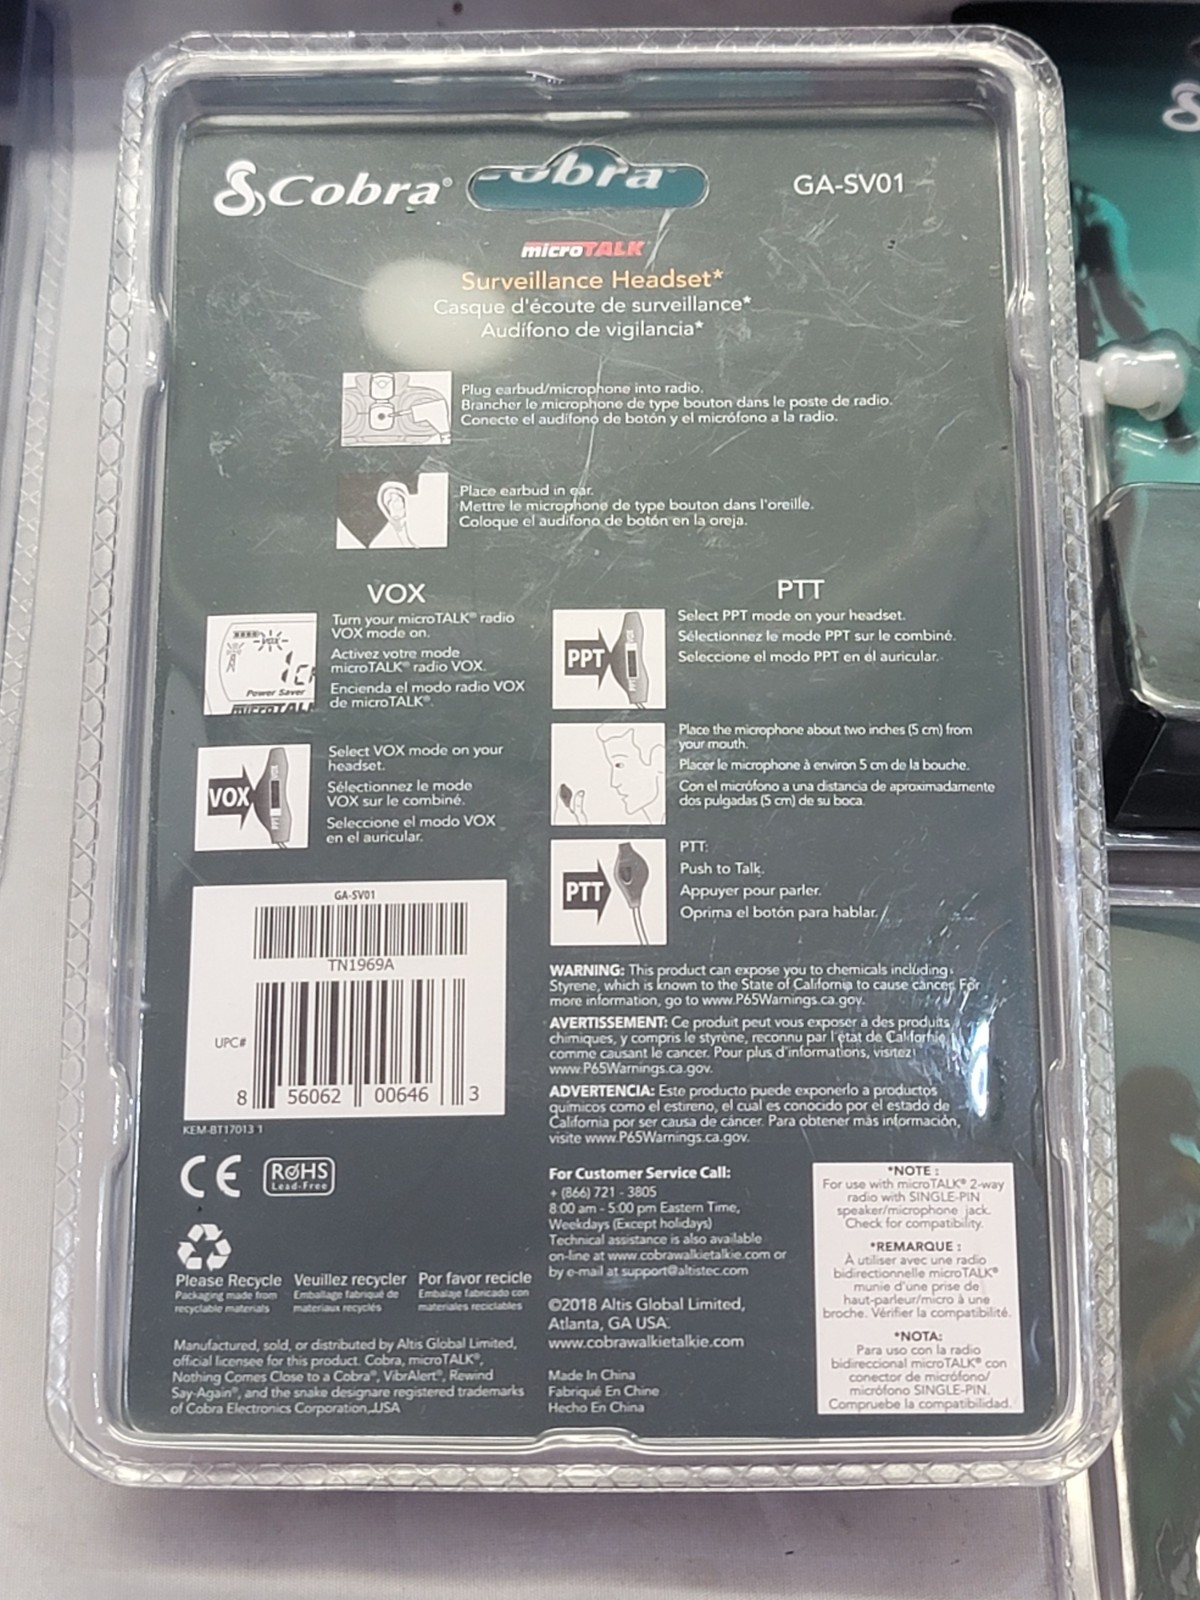 Cobra®
obra
GA-SV01
microTALK
Surveillance Headset*
Casque d'écoute de surveillance*
Audífono de vigilancia*
Plug earbud/microphone into radio.
Brancher le microphone de type bouton dans le poste de radio.
Conecte el audífono de botón y el micrófono a la radio.
Place earbud in ear.
Mettre le microphone de type bouton dans l'oreille.
Coloque el audífono de botón en la oreja.
VOX
VOX
1CH
Power Saver
microTALK
Turn your microTALK® radio
VOX mode on.
Activez votre mode
microTALK® radio VOX.
Encienda el modo radio VOX
de microTALK®.
VOX
VOX
PPT
Select VOX mode on your
headset.
Sélectionnez le mode
VOX sur le combiné.
Seleccione el modo VOX
en el auricular.
PTT
PPT
VOX
PPT
Select PPT mode on your headset.
Sélectionnez le mode PPT sur le combiné.
Seleccione el modo PPT en el auricular.
Place the microphone about two inches (5 cm) from
your mouth.
Placer le microphone à environ 5 cm de la bouche.
Con el micrófono a una distancia de aproximadamente
dos pulgadas (5 cm) de su boca.
PTT
PTT:
Push to Talk.
Appuyer pour parler.
Oprima el botón para hablar.
GA-SV01
TN1969A
UPC#
8 56062 00646 3
KEM-BT17013 1
CE
RoHS
Lead-Free
Please Recycle
Packaging made from
recyclable materials
Veuillez recycler
Emballage fabriqué de
materiaux recyclés
Por favor recicle
Embalaje fabricado con
materiales reciclables
Manufactured, sold, or distributed by Altis Global Limited,
official licensee for this product. Cobra, microTALK®,
Nothing Comes Close to a Cobra®, VibrAlert®, Rewind
Say-Again®, and the snake designare registered trademarks
of Cobra Electronics Corporation, USA
WARNING: This product can expose you to chemicals including
Styrene, which is known to the State of California to cause cancer. For
more information, go to www.P65Warnings.ca.gov.
AVERTISSEMENT: Ce produit peut vous exposer à des produits
chimiques, y compris le styrène, reconnu par l'état de Californie
comme causant le cancer. Pour plus d'informations, visitez
www.P65Warnings.ca.gov.
ADVERTENCIA: Este producto puede exponerlo a productos
químicos como el estireno, el cual es conocido por el estado de
California por ser causa de cáncer. Para obtener más información,
visite www.P65Warnings.ca.gov.
For Customer Service Call:
+ (866) 721 - 3805
8:00 am - 5:00 pm Eastern Time,
Weekdays (Except holidays)
Technical assistance is also available
on-line at www.cobrawalkietalkie.com or
by e-mail at support@altistec.com
©2018 Altis Global Limited,
Atlanta, GA USA.
www.cobrawalkietalkie.com
Made In China
Fabriqué En Chine
Hecho En China
*NOTE :
For use with microTALK® 2-way
radio with SINGLE-PIN
speaker/microphone jack.
Check for compatibility.
*REMARQUE :
À utiliser avec une radio
bidirectionnelle microTALK®
munie d'une prise de
haut-parleur/micro à une
broche. Vérifier la compatibilité.
*NOTA:
Para uso con la radio
bidireccional microTALK® con
conector de micrófono/
micrófono SINGLE-PIN.
Compruebe la compatibilidad.